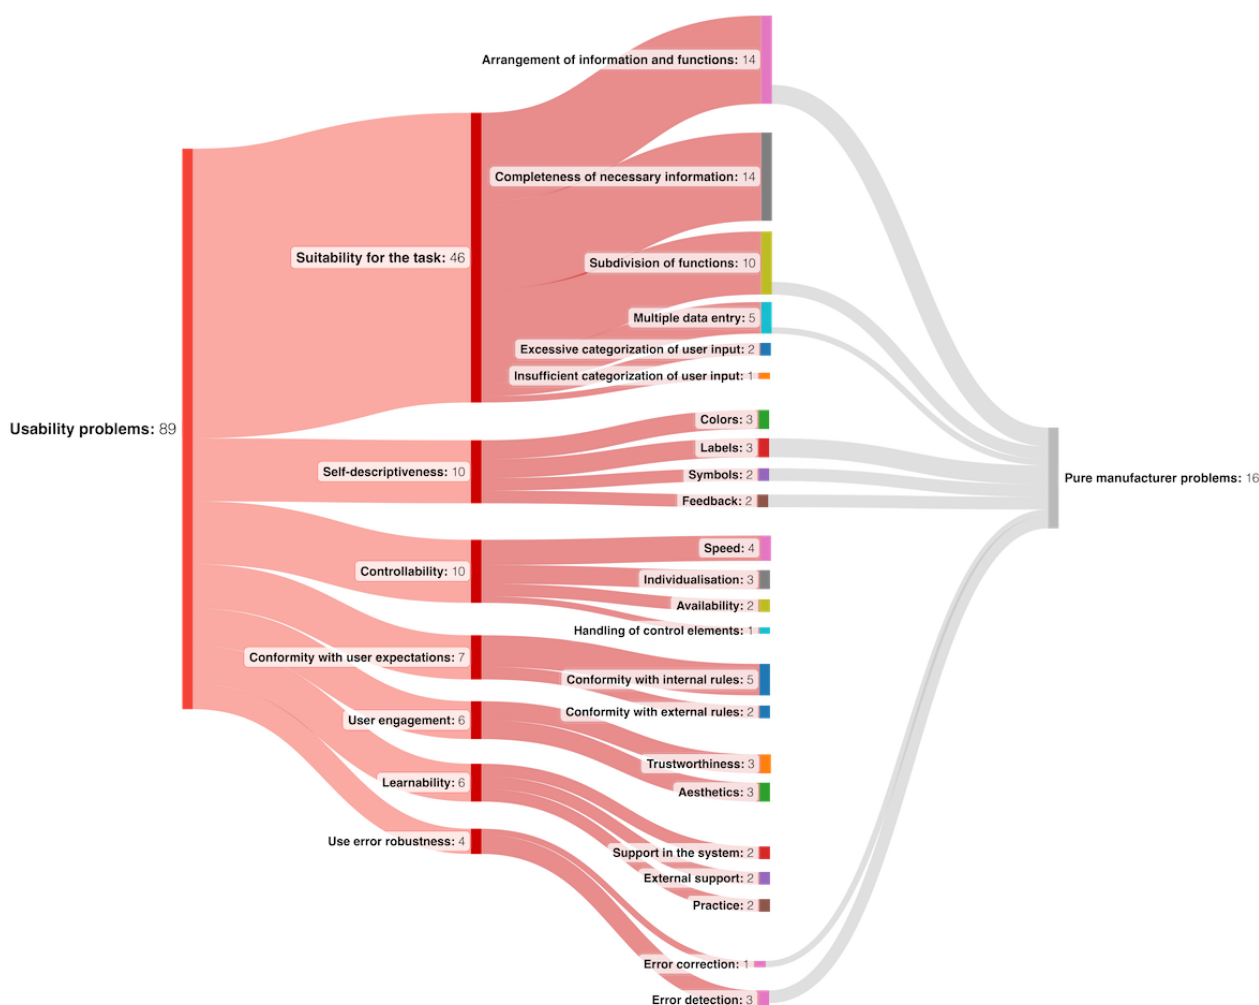 Usability problems: 89
Suitability for the task: 46
Self-descriptiveness: 10
Controllability: 10
Conformity with user expectations: 7
User engagement: 6
Learnability: 6
Use error robustness: 4
Arrangement of information and functions: 14
Completeness of necessary information: 14
Subdivision of functions: 10
Multiple data entry: 5
Excessive categorization of user input: 2
Insufficient categorization of user input: 1
Colors: 3
Labels: 3
Symbols: 2
Feedback: 2
Speed: 4
Individualisation: 3
Availability: 2
Handling of control elements: 1
Conformity with internal rules: 5
Conformity with external rules: 2
Trustworthiness: 3
Aesthetics: 3
Support in the system: 2
External support: 2
Practice: 2
Error correction: 1
Error detection: 3
Pure manufacturer problems: 16